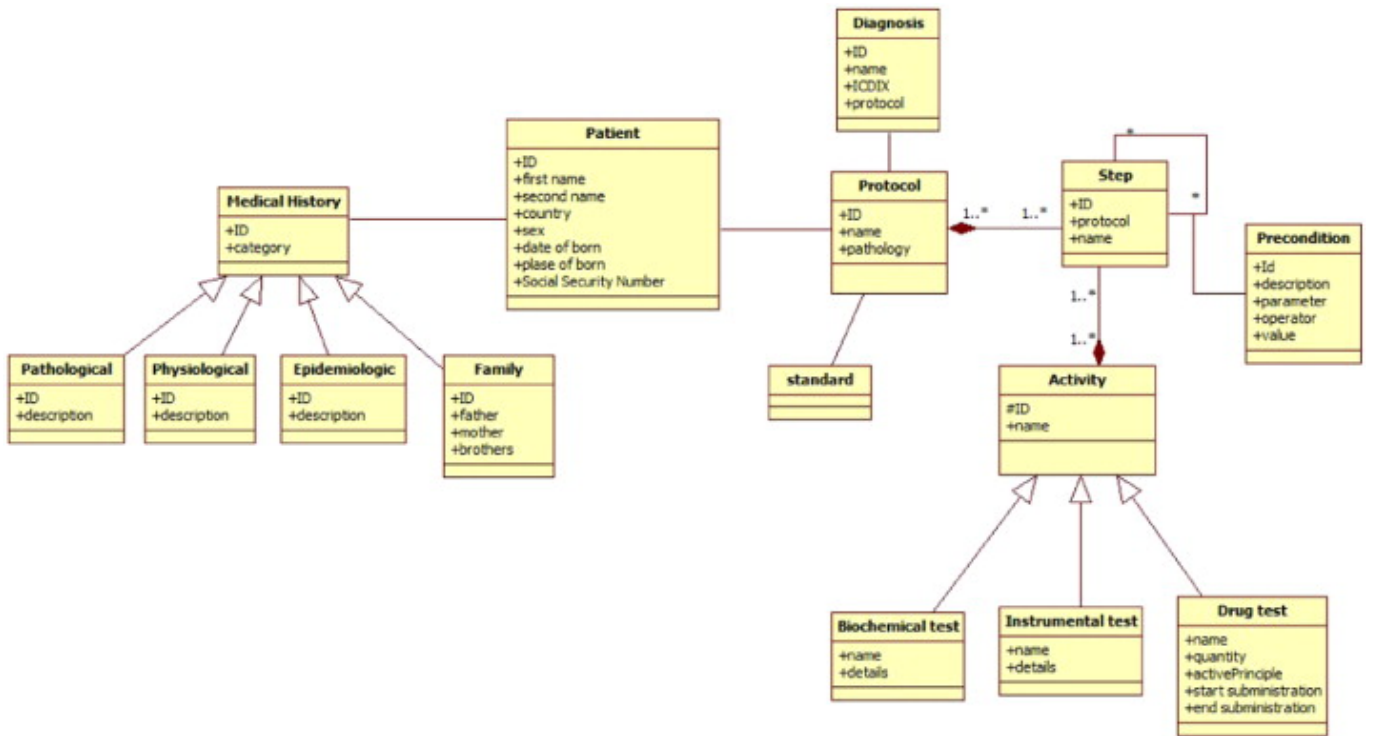 Diagnosis
+ID
+name
+ICDIX
+protocol
Patient
+ID
+first name
+second name
+country
+sex
+date of born
+plase of born
+Social Security Number
Medical History
+ID
+category
Protocol
+ID
+name
+pathology
1..*
1..*
Step
+ID
+protocol
+name
*
*
Precondition
+Id
+description
+parameter
+operator
+value
1..*
1..*
Pathological
+ID
+description
Physiological
+ID
+description
Epidemiologic
+ID
+description
Family
+ID
+father
+mother
+brothers
standard
Activity
#ID
+name
Biochemical test
+name
+details
Instrumental test
+name
+details
Drug test
+name
+quantity
+activePrinciple
+start subministration
+end subministration